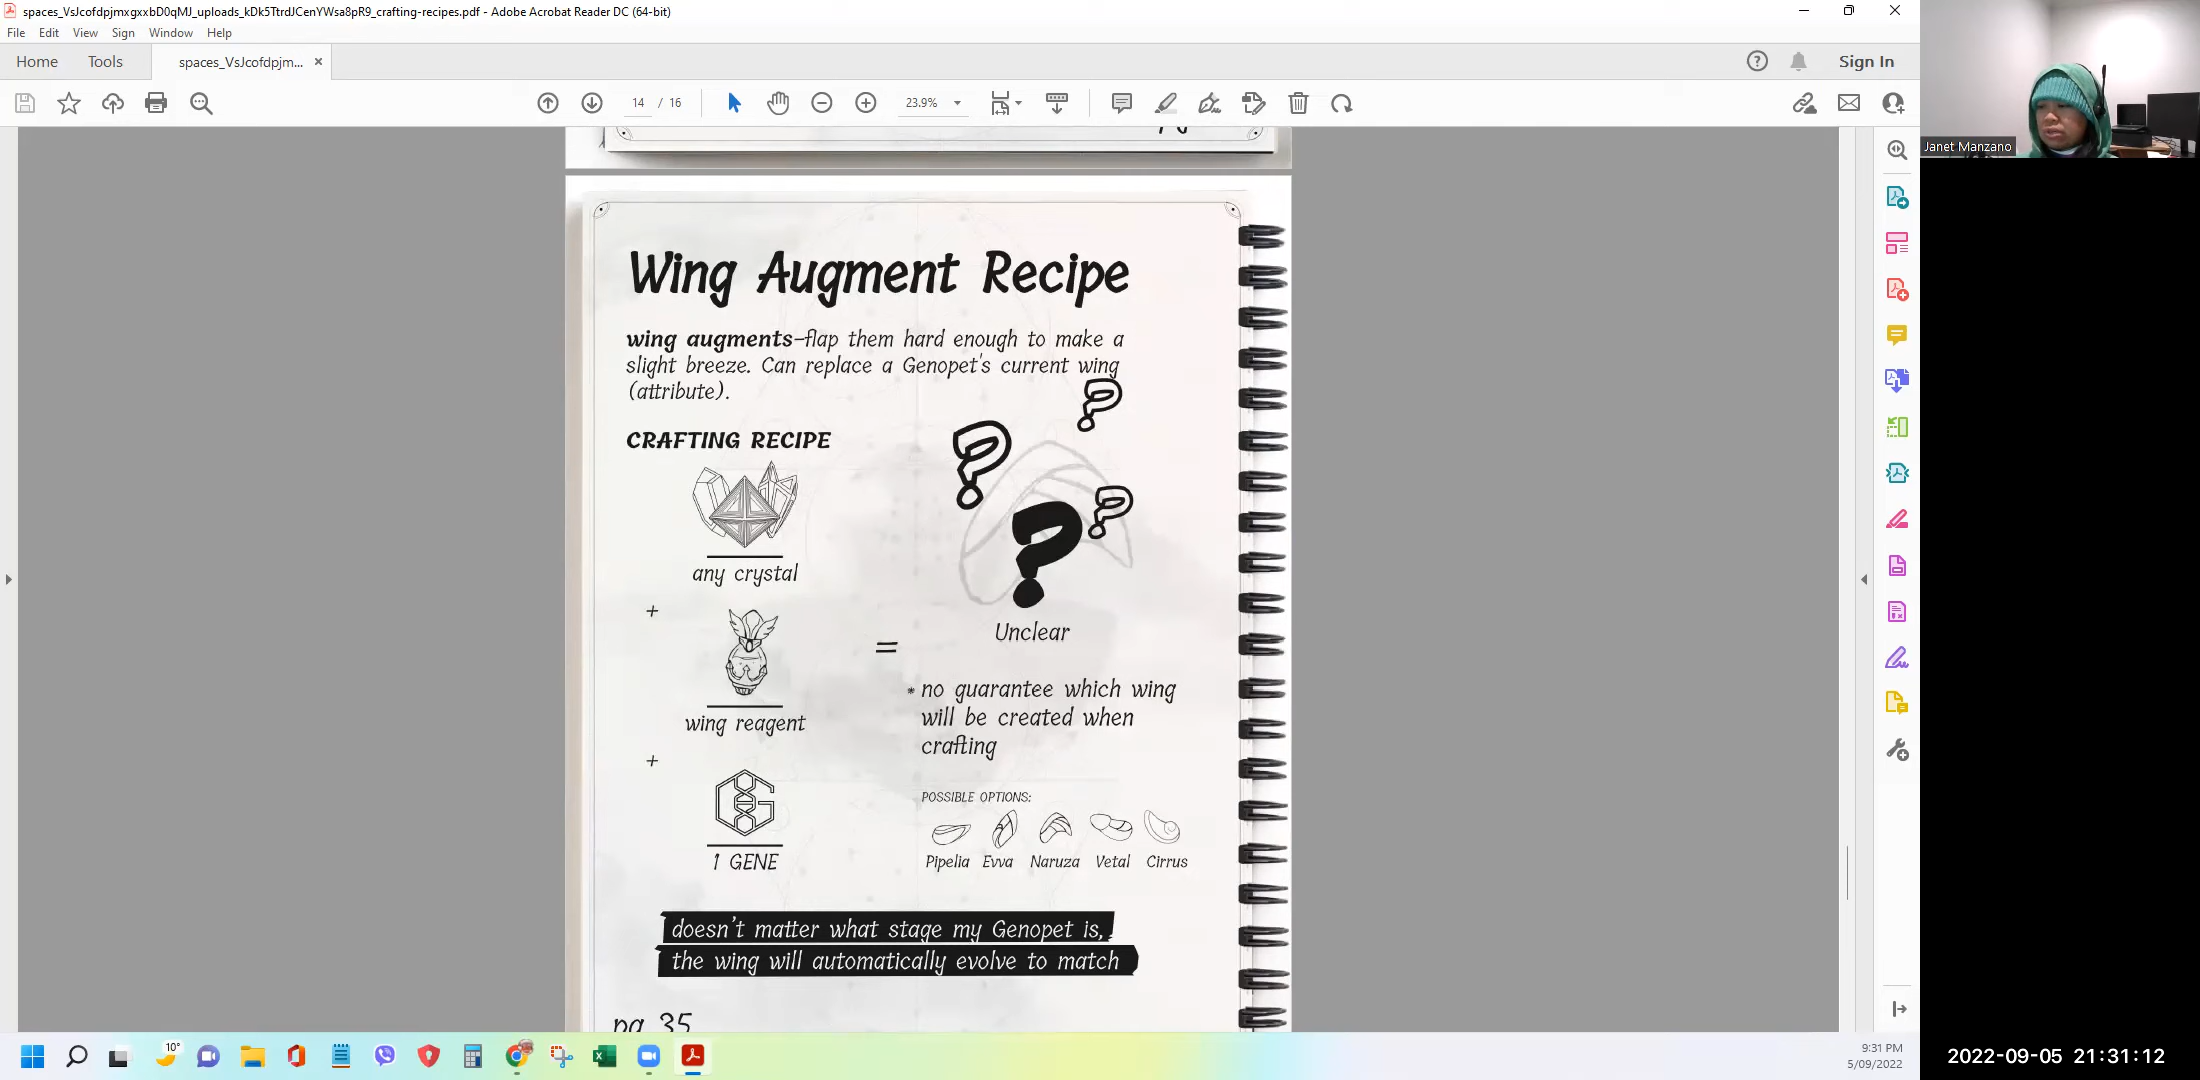 spaces_VsJcofdpjmxgxxbD0qMJ_uploads_kDk5TtrdJCenYWsa8pR9_crafting-recipes.pdf - Adobe Acrobat Reader DC (64-bit)
File Edit View Sign Window Help
Home Tools spaces_VsJcofdpjm... Sign In
14 / 16 23.9%
Janet Manzano
Wing Augment Recipe
wing augments-flap them hard enough to make a
slight breeze. Can replace a Genopet's current wing
(attribute).
CRAFTING RECIPE
any crystal
+
wing reagent
+
1 GENE
=
? ? ? ?
Unclear
* no guarantee which wing
will be created when
crafting
POSSIBLE OPTIONS:
Pipelia Evva Naruza Vetal Cirrus
doesn't matter what stage my Genopet is,
the wing will automatically evolve to match
pg 35
10°
9:31 PM
5/09/2022
2022-09-05 21:31:12